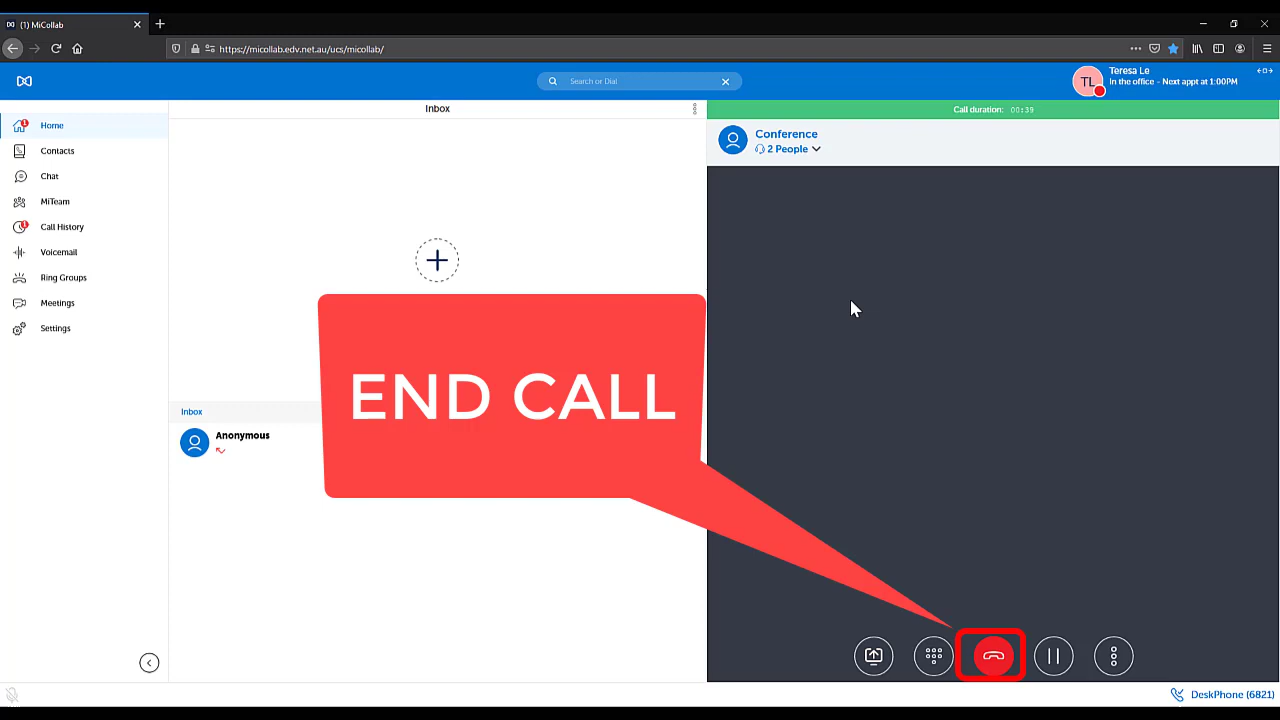 (1) MiCollab
https://micollab.edv.net.au/ucs/micollab/
Search or Dial
TL
Teresa Le
In the office - Next appt at 1:00PM
Inbox
Call duration: 00:39
Conference
2 People
1
Home
Contacts
Chat
MiTeam
1
Call History
Voicemail
Ring Groups
Meetings
Settings
END CALL
Inbox
Anonymous
DeskPhone (6821)